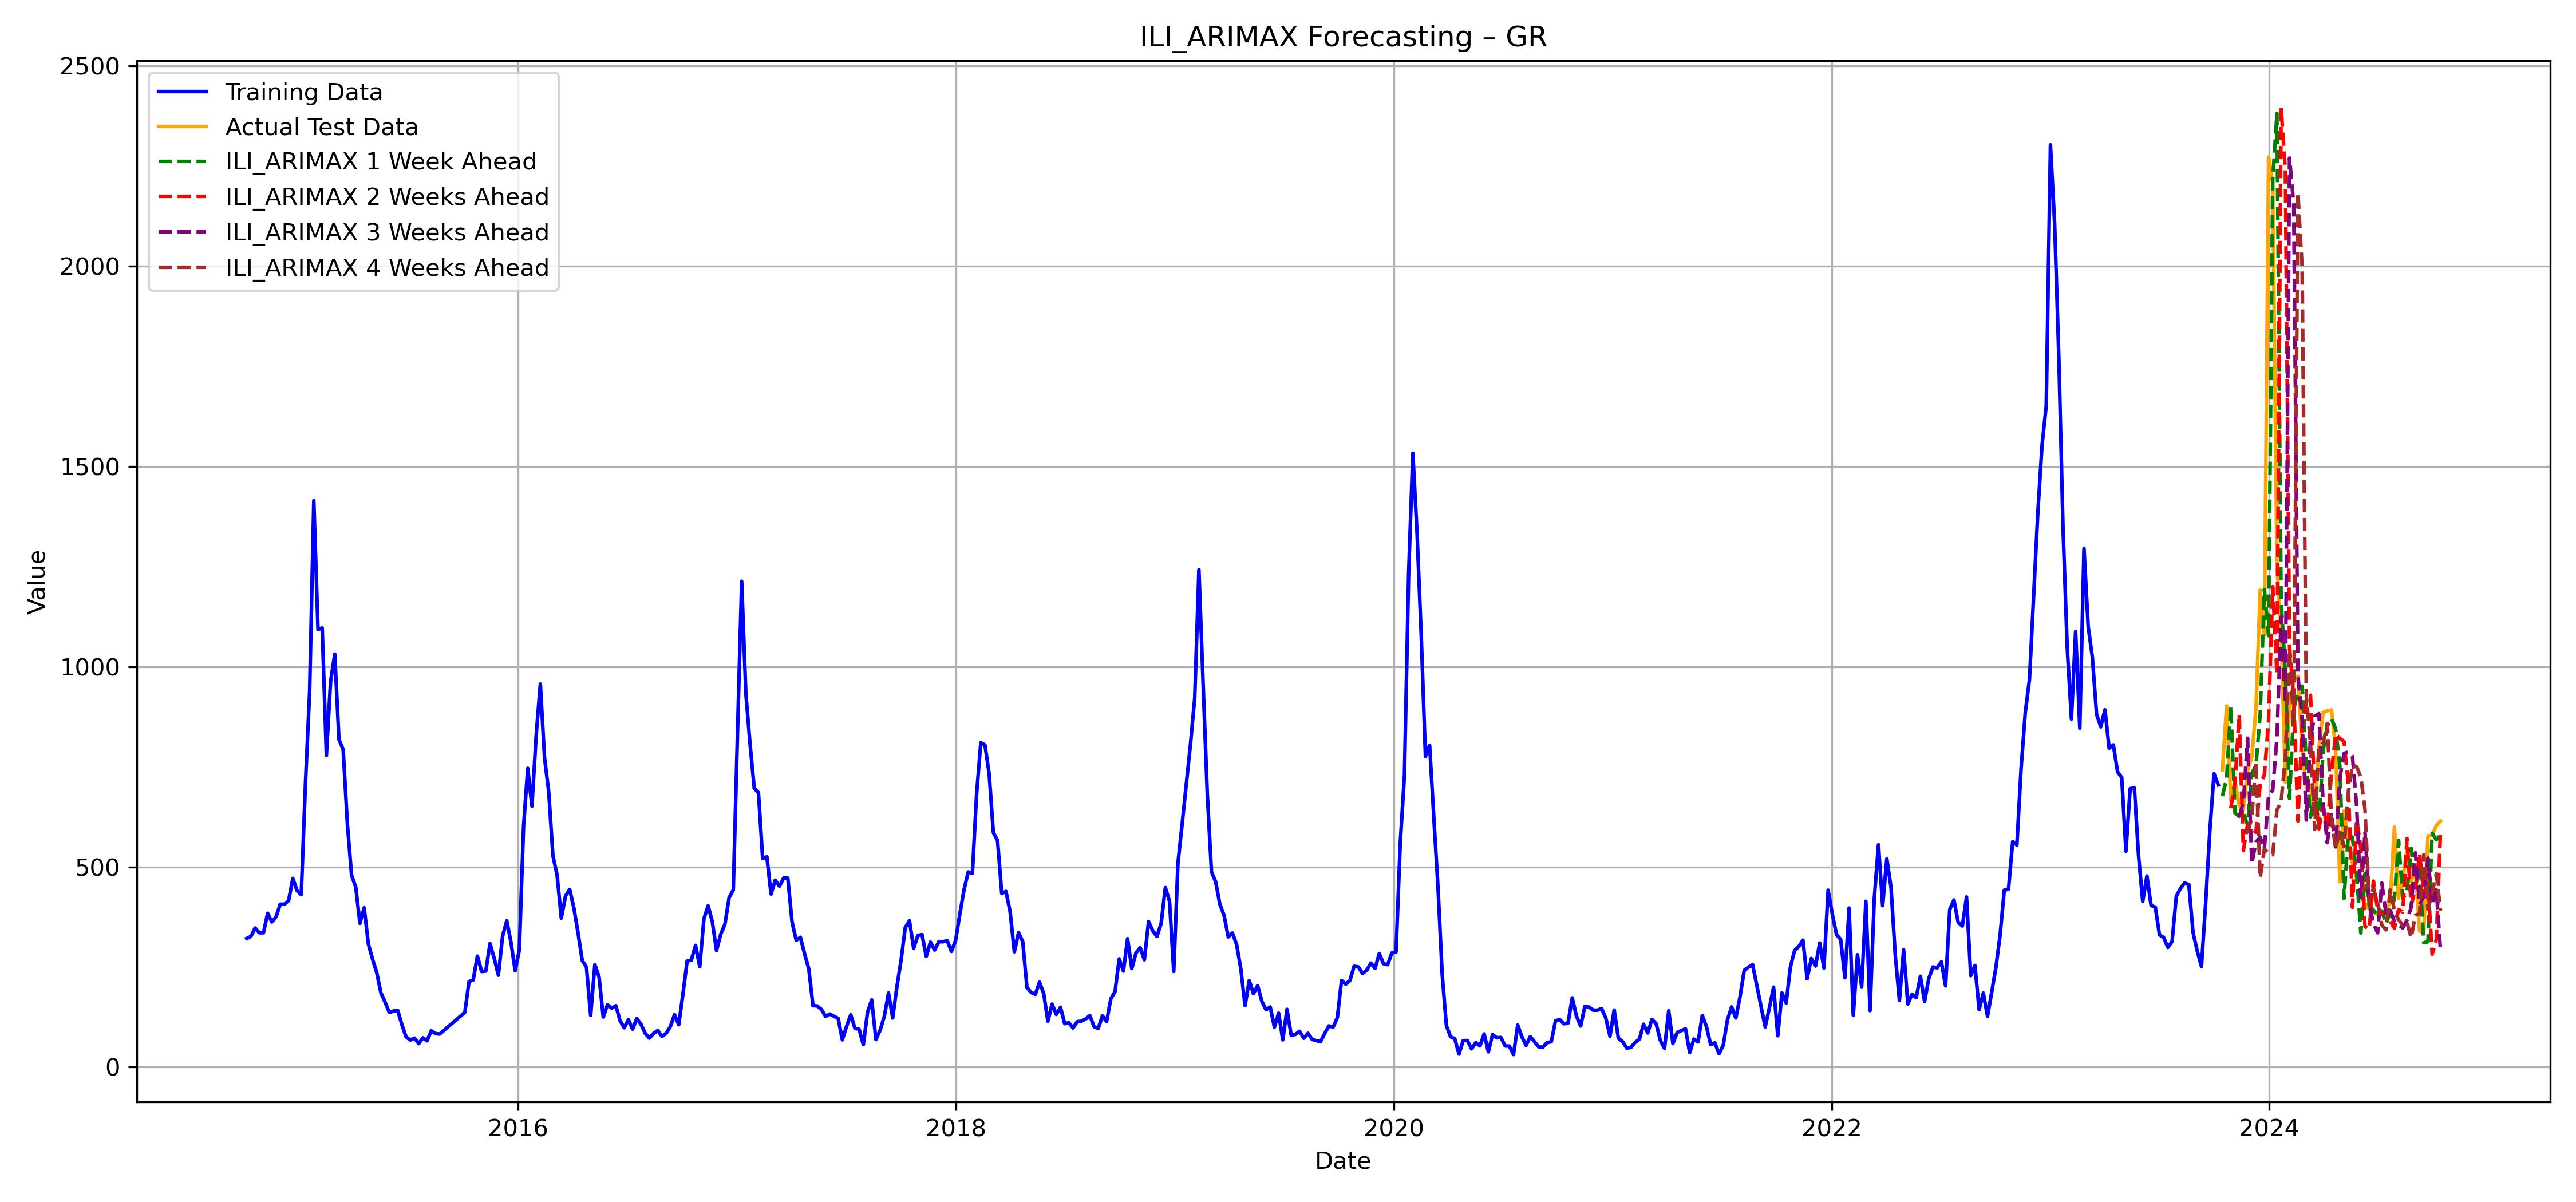 ILI_ARIMAX Forecasting – GR
2500
2000
1500
1000
500
0
Value
Training Data
Actual Test Data
ILI_ARIMAX 1 Week Ahead
ILI_ARIMAX 2 Weeks Ahead
ILI_ARIMAX 3 Weeks Ahead
ILI_ARIMAX 4 Weeks Ahead
2016
2018
2020
2022
2024
Date